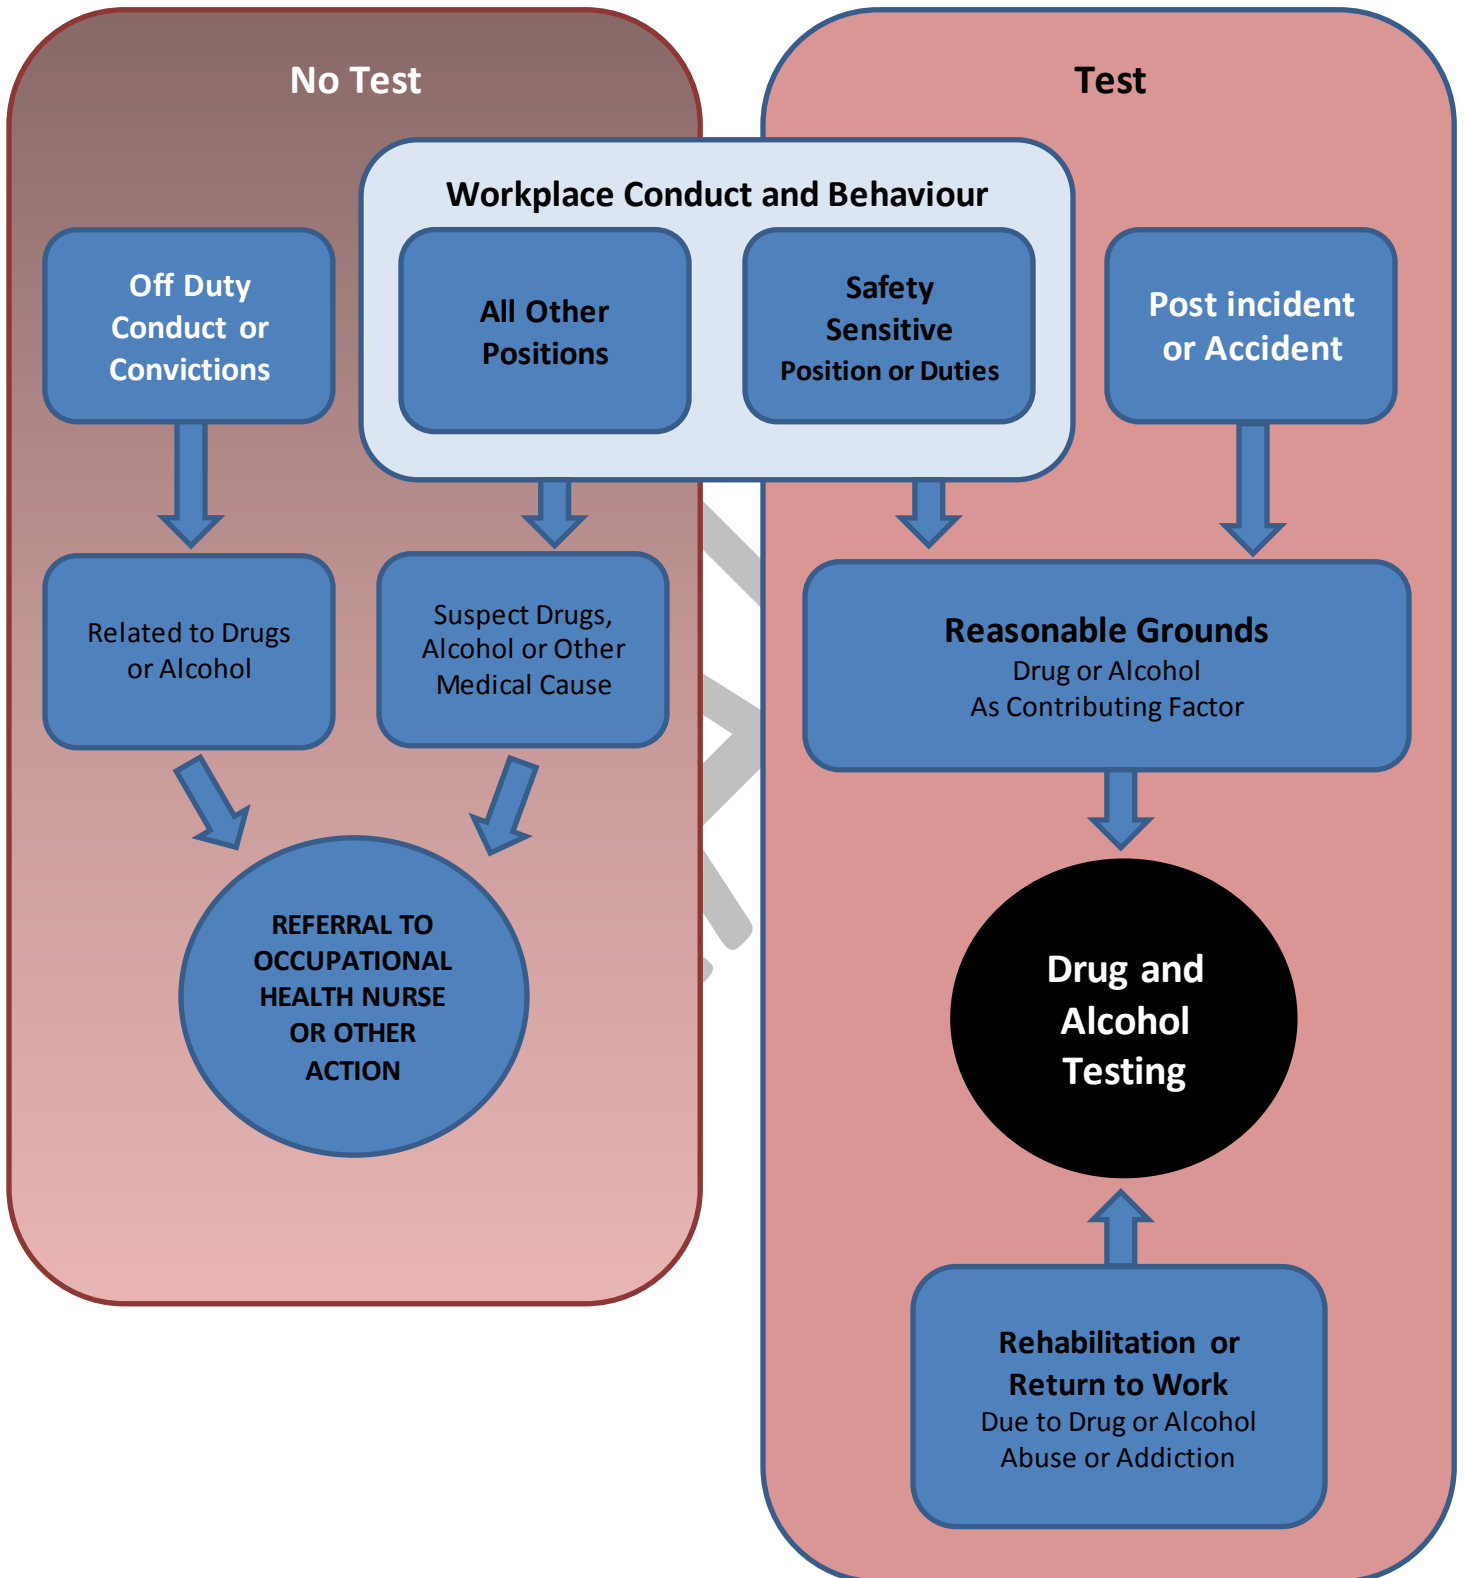 No Test
Test
Workplace Conduct and Behaviour
Off Duty
Conduct or
Convictions
All Other
Positions
Safety
Sensitive
Position or Duties
Post incident
or Accident
Related to Drugs
or Alcohol
Suspect Drugs,
Alcohol or Other
Medical Cause
Reasonable Grounds
Drug or Alcohol
As Contributing Factor
REFERRAL TO
OCCUPATIONAL
HEALTH NURSE
OR OTHER
ACTION
Drug and
Alcohol
Testing
Rehabilitation or
Return to Work
Due to Drug or Alcohol
Abuse or Addiction